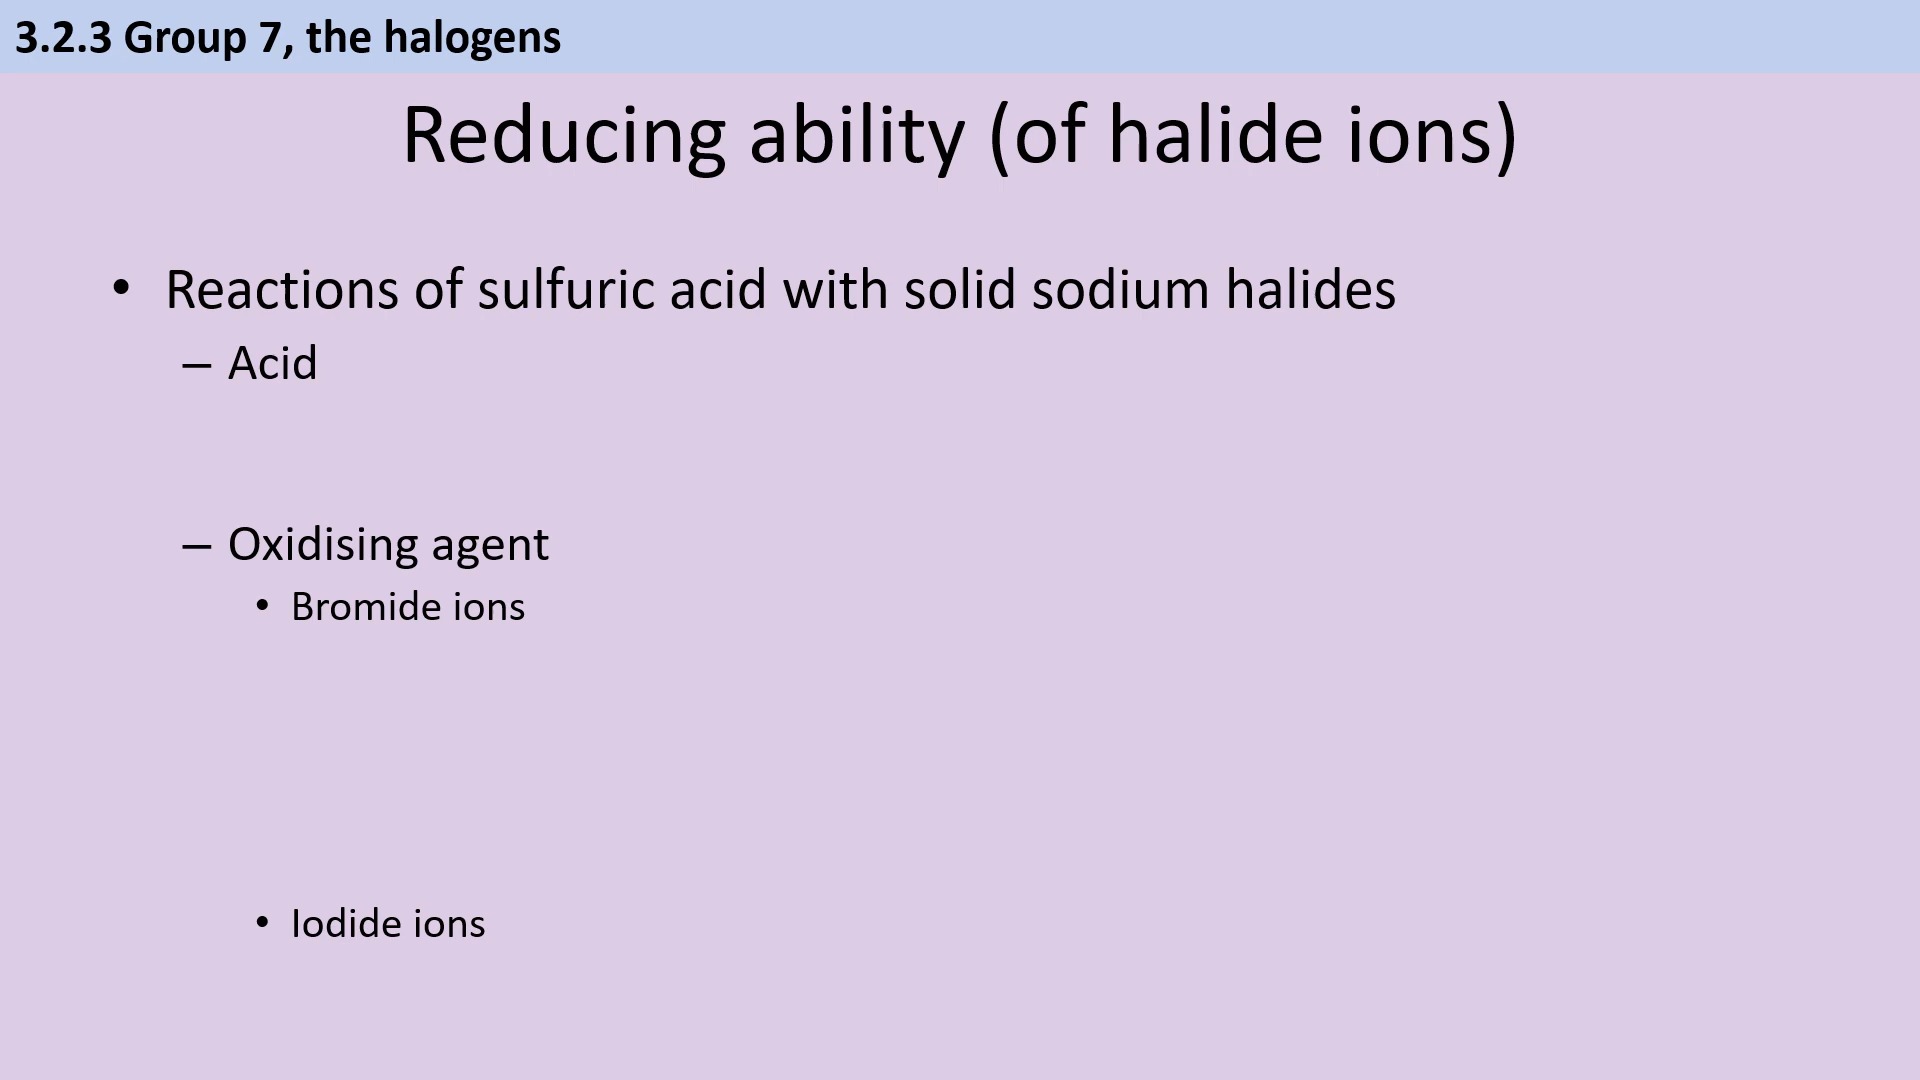 3.2.3 Group 7, the halogens
Reducing ability (of halide ions)
• Reactions of sulfuric acid with solid sodium halides
– Acid
– Oxidising agent
• Bromide ions
• Iodide ions